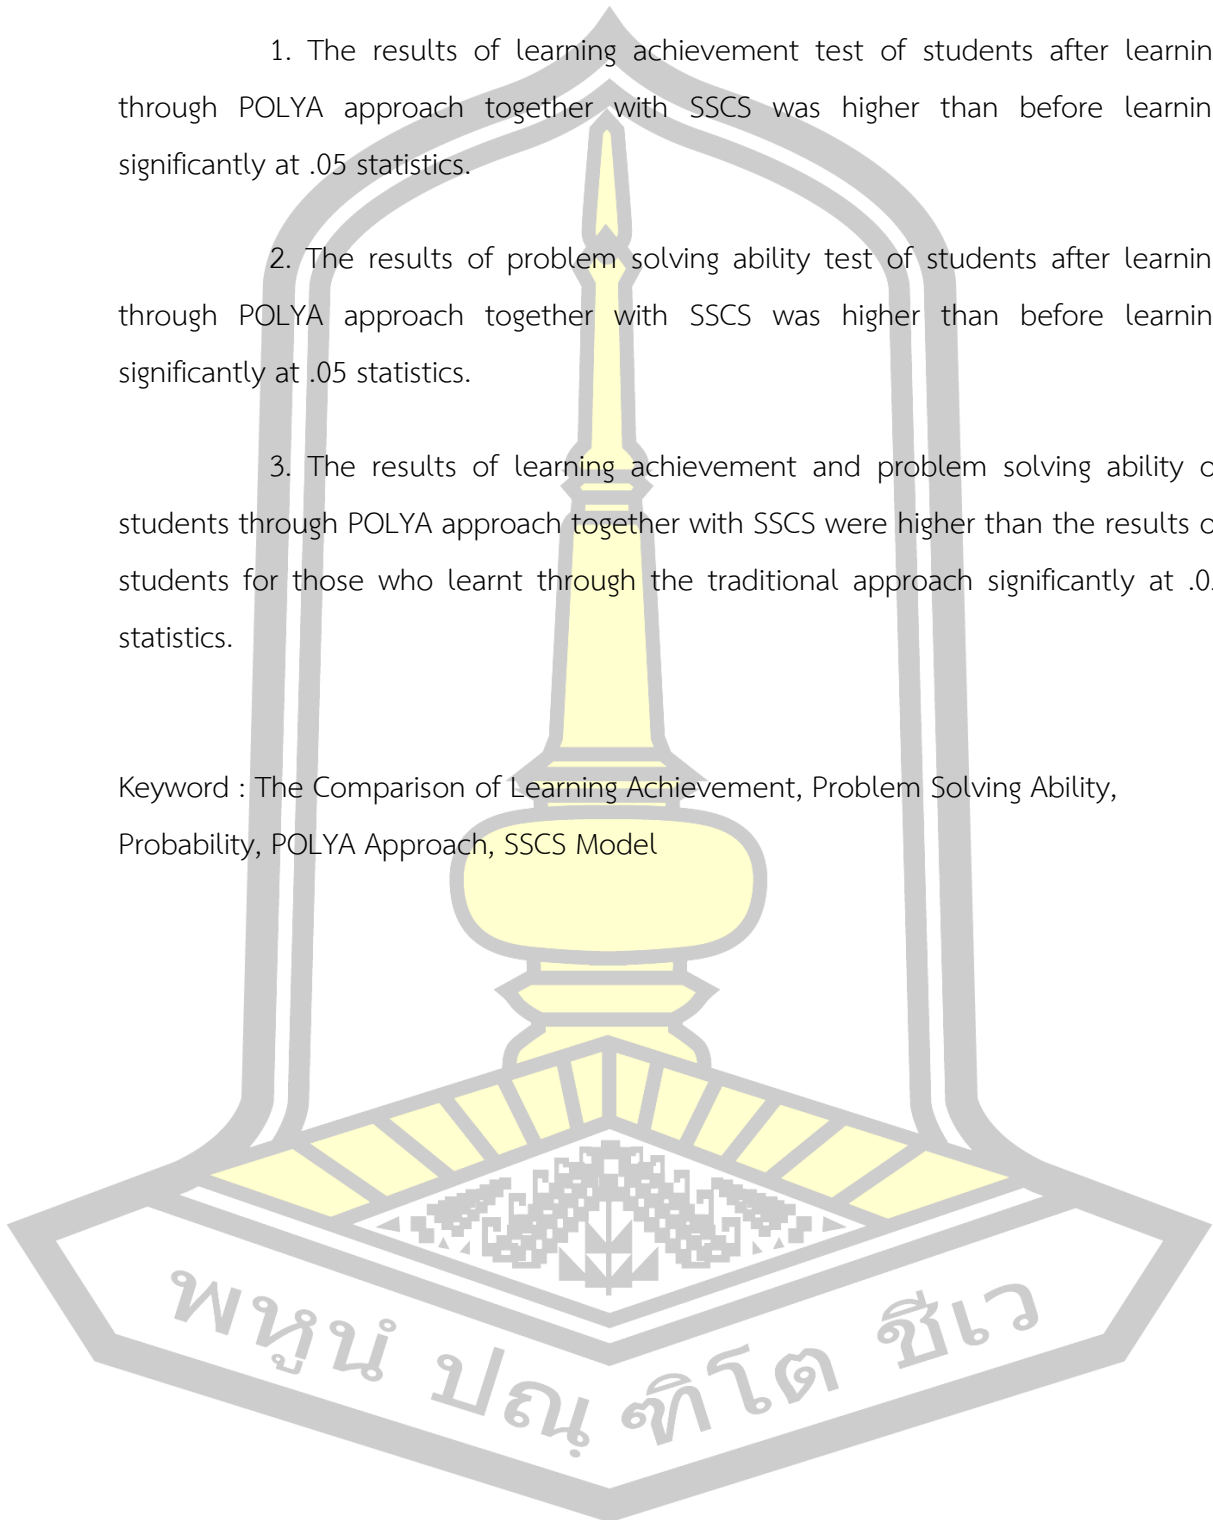 1. The results of learning achievement test of students after learnin
through POLYA approach together with SSCS was higher than before learnin
significantly at .05 statistics.
2. The results of problem solving ability test of students after learnin
through POLYA approach together with SSCS was higher than before learnin
significantly at .05 statistics.
3. The results of learning achievement and problem solving ability o
students through POLYA approach together with SSCS were higher than the results o
students for those who learnt through the traditional approach significantly at .0
statistics.
Keyword : The Comparison of Learning Achievement, Problem Solving Ability,
Probability, POLYA Approach, SSCS Model
พหูนํ ปณฺฑิโต ชีเว